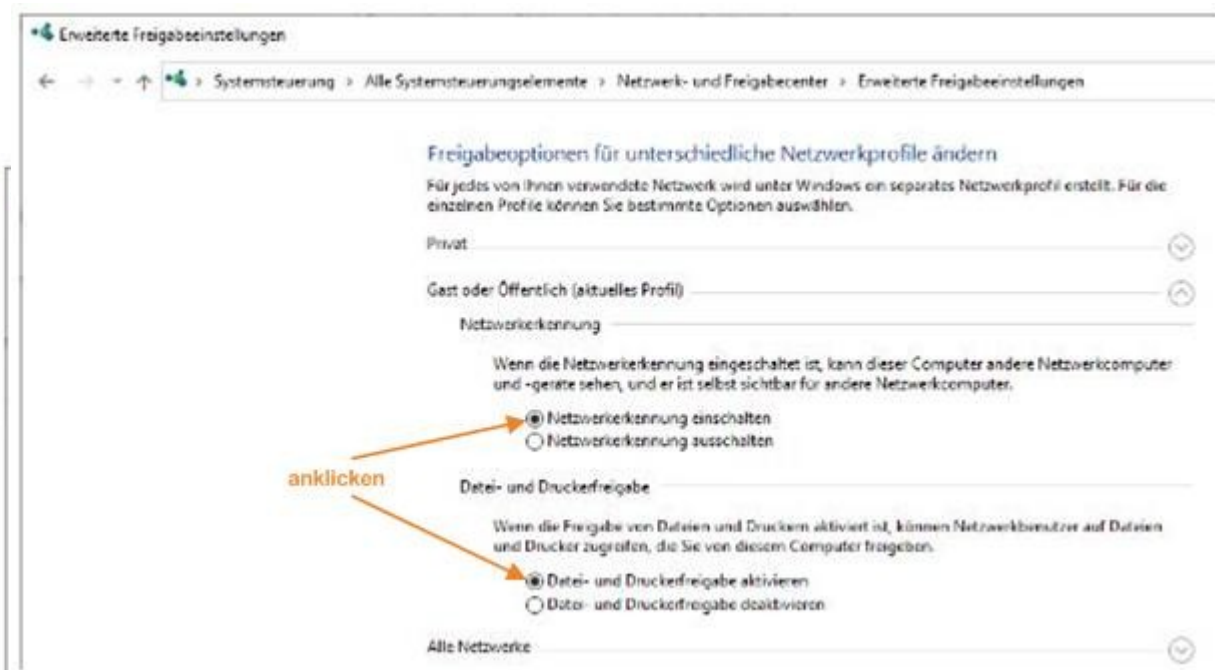 Erweiterte Freigabeeinstellungen
Systemsteuerung > Alle Systemsteuerungselemente > Netzwerk- und Freigabecenter > Erweiterte Freigabeeinstellungen
Freigabeoptionen für unterschiedliche Netzwerkprofile ändern
Für jedes von Ihnen verwendete Netzwerk wird unter Windows ein separates Netzwerkprofil erstellt. Für die
einzelnen Profile können Sie bestimmte Optionen auswählen.
Privat
Gast oder Öffentlich (aktuelles Profil)
Netzwerkerkennung
Wenn die Netzwerkerkennung eingeschaltet ist, kann dieser Computer andere Netzwerkcomputer
und -geräte sehen, und er ist selbst sichtbar für andere Netzwerkcomputer.
Netzwerkerkennung einschalten
Netzwerkerkennung ausschalten
anklicken
Datei- und Druckerfreigabe
Wenn die Freigabe von Dateien und Druckern aktiviert ist, können Netzwerkbenutzer auf Dateien
und Drucker zugreifen, die Sie von diesem Computer freigeben.
Datei- und Druckerfreigabe aktivieren
Datei- und Druckerfreigabe deaktivieren
Alle Netzwerke